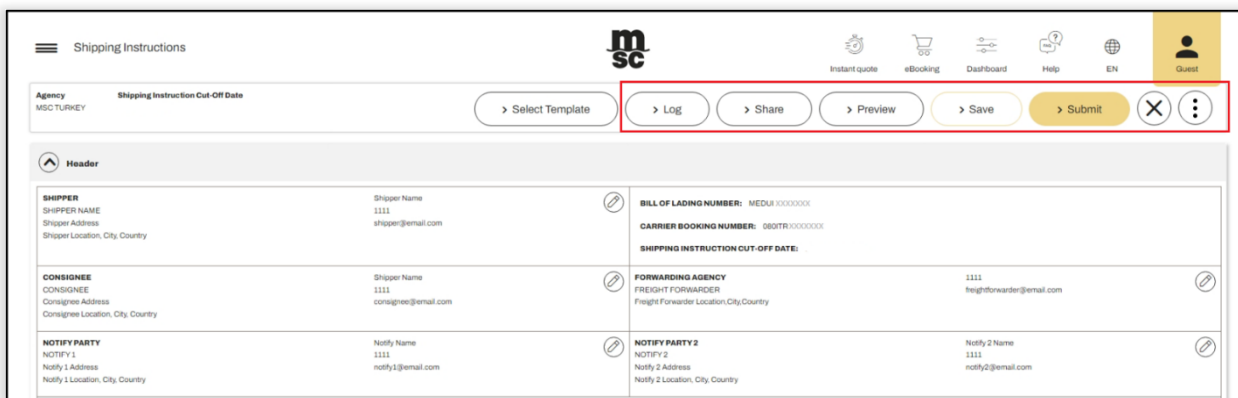 Shipping Instructions
msc
Instant quote
eBooking
Dashboard
Help
EN
Guest
Agency
MSC TURKEY
Shipping Instruction Cut-Off Date
> Select Template
> Log
> Share
> Preview
> Save
> Submit
Header
SHIPPER
SHIPPER NAME
Shipper Address
Shipper Location, City, Country
Shipper Name
1111
shipper@email.com
BILL OF LADING NUMBER: MEDUI XXXXXXX
CARRIER BOOKING NUMBER: 080ITRXXXXXXX
SHIPPING INSTRUCTION CUT-OFF DATE:
CONSIGNEE
CONSIGNEE
Consignee Address
Consignee Location, City, Country
Shipper Name
1111
consignee@email.com
FORWARDING AGENCY
FREIGHT FORWARDER
Freight Forwarder Location,City,Country
1111
freightforwarder@email.com
NOTIFY PARTY
NOTIFY 1
Notify 1 Address
Notify 1 Location, City, Country
Notify Name
1111
notify1@email.com
NOTIFY PARTY 2
NOTIFY 2
Notify 2 Address
Notify 2 Location, City, Country
Notify 2 Name
1111
notify2@email.com